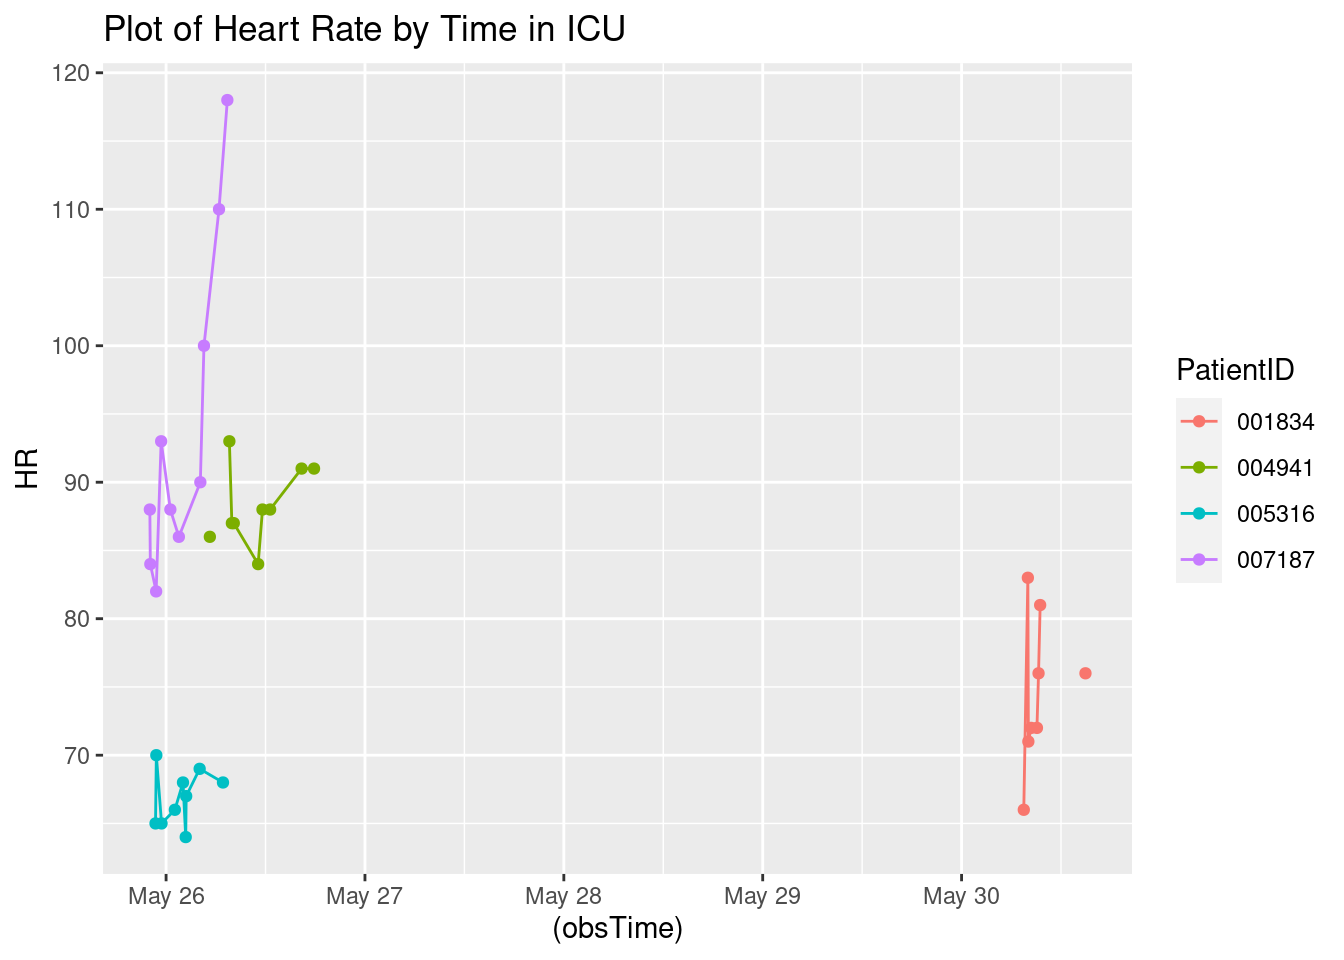 Plot of Heart Rate by Time in ICU
120
110
100
90
80
70
HR
May 26 May 27 May 28 May 29 May 30
(obsTime)
PatientID
001834
004941
005316
007187